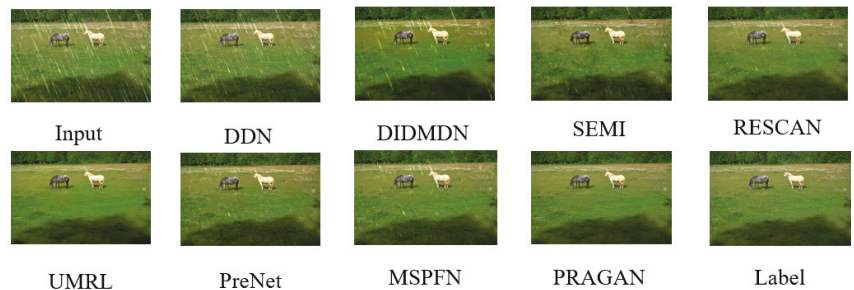 Input
DDN
DIDMDN
SEMI
RESCAN
UMRL
PreNet
MSPFN
PRAGAN
Label